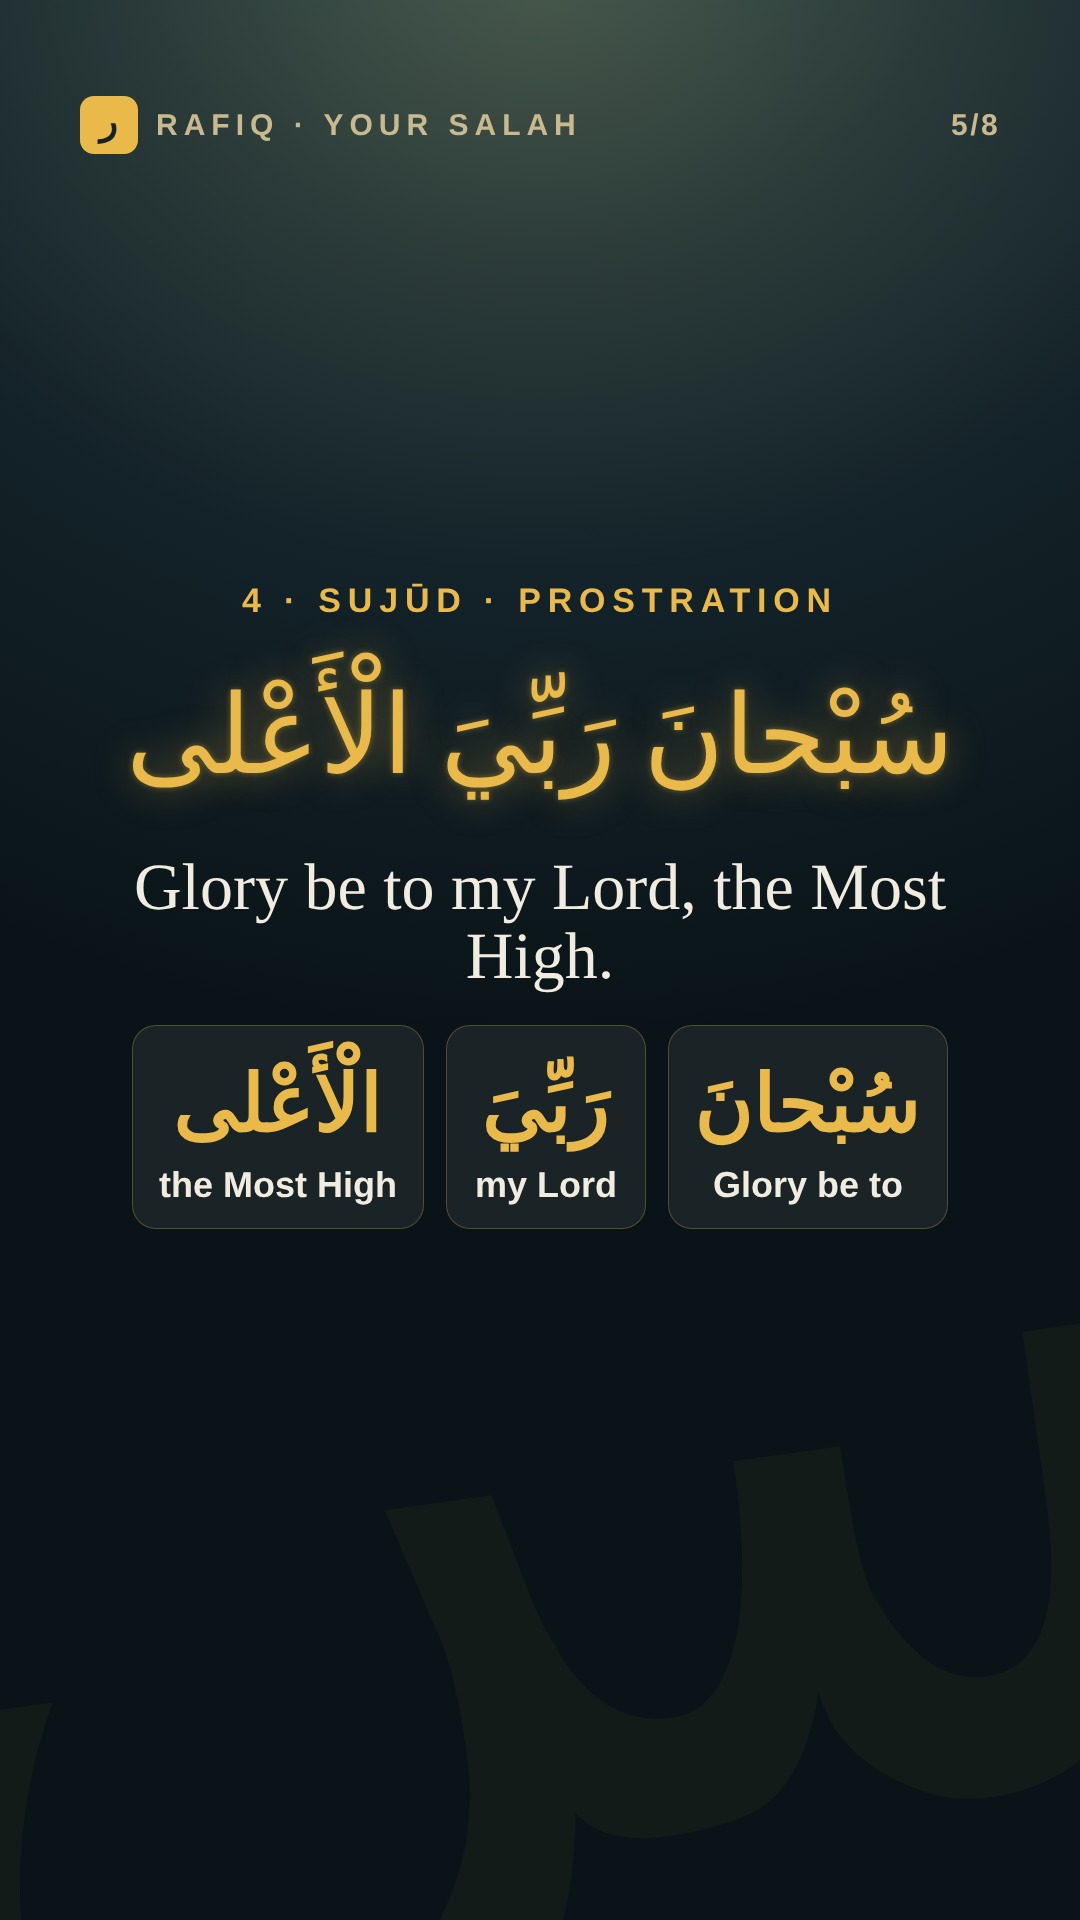 ر RAFIQ · YOUR SALAH 5/8
4 · SUJŪD · PROSTRATION
سُبْحانَ رَبِّيَ الْأَعْلى
Glory be to my Lord, the Most
High.
سُبْحانَ رَبِّيَ الْأَعْلى
Glory be to my Lord the Most High
س